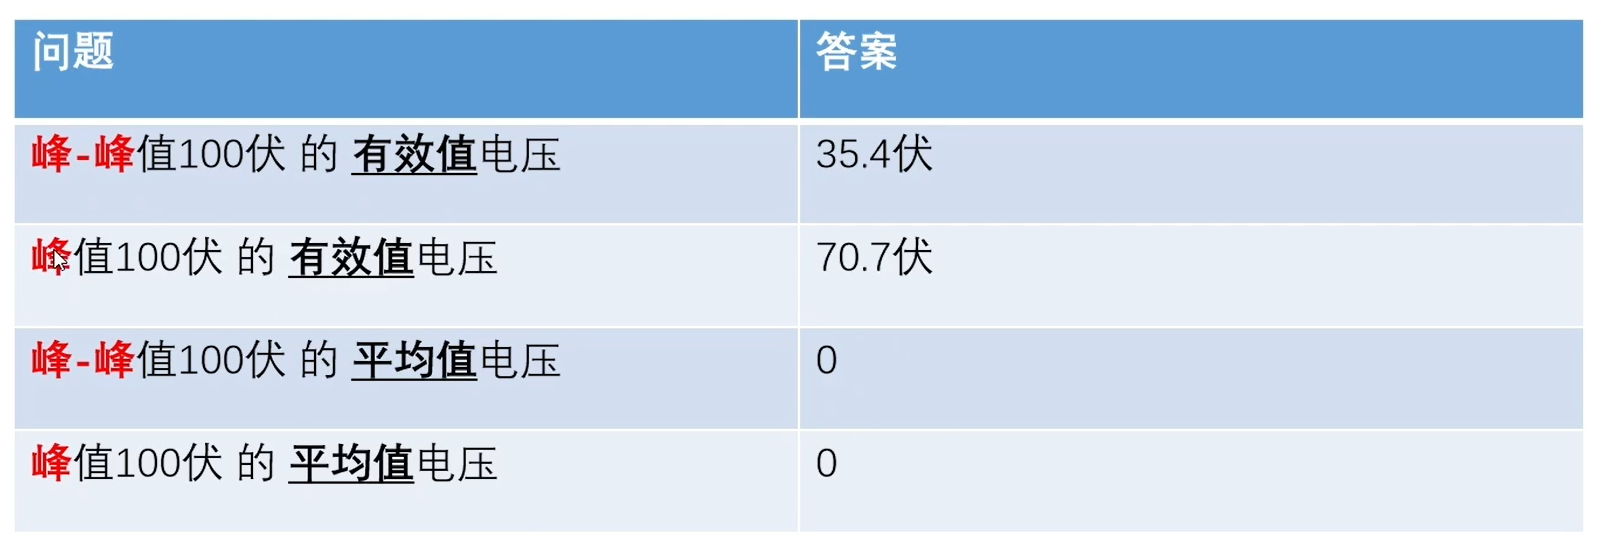 问题
答案
峰-峰值100伏 的 有效值电压
35.4伏
峰值100伏 的 有效值电压
70.7伏
峰-峰值100伏 的 平均值电压
0
峰值100伏 的 平均值电压
0